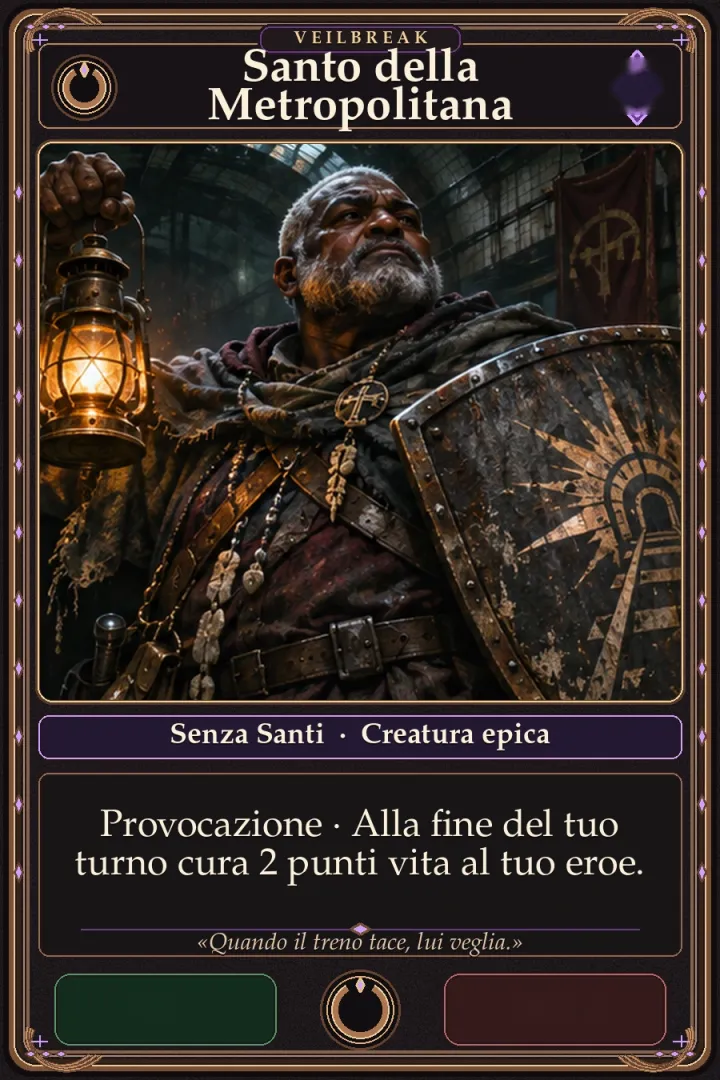 VEILBREAK
Santo della
Metropolitana
Senza Santi · Creatura epica
Provocazione · Alla fine del tuo
turno cura 2 punti vita al tuo eroe.
«Quando il treno tace, lui veglia.»